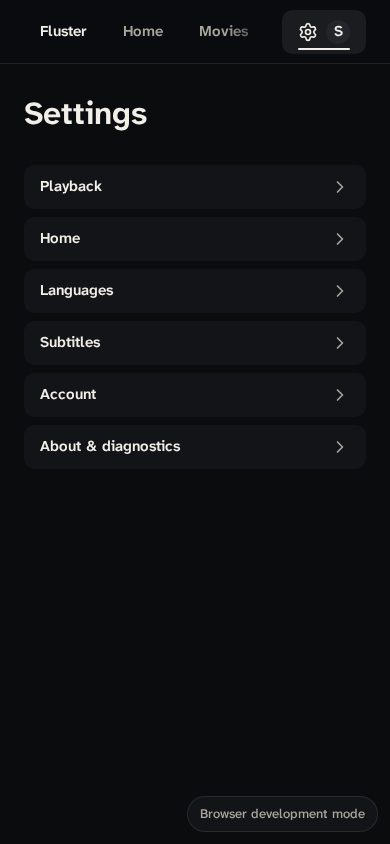 Fluster Home Movies S
Settings
Playback
Home
Languages
Subtitles
Account
About & diagnostics
Browser development mode